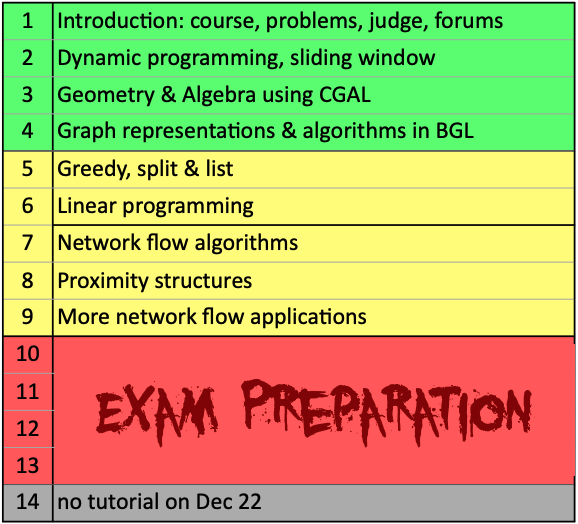 1 Introduction: course, problems, judge, forums
2 Dynamic programming, sliding window
3 Geometry & Algebra using CGAL
4 Graph representations & algorithms in BGL
5 Greedy, split & list
6 Linear programming
7 Network flow algorithms
8 Proximity structures
9 More network flow applications
10
11
EXAM PREPARATION
12
13
14 no tutorial on Dec 22